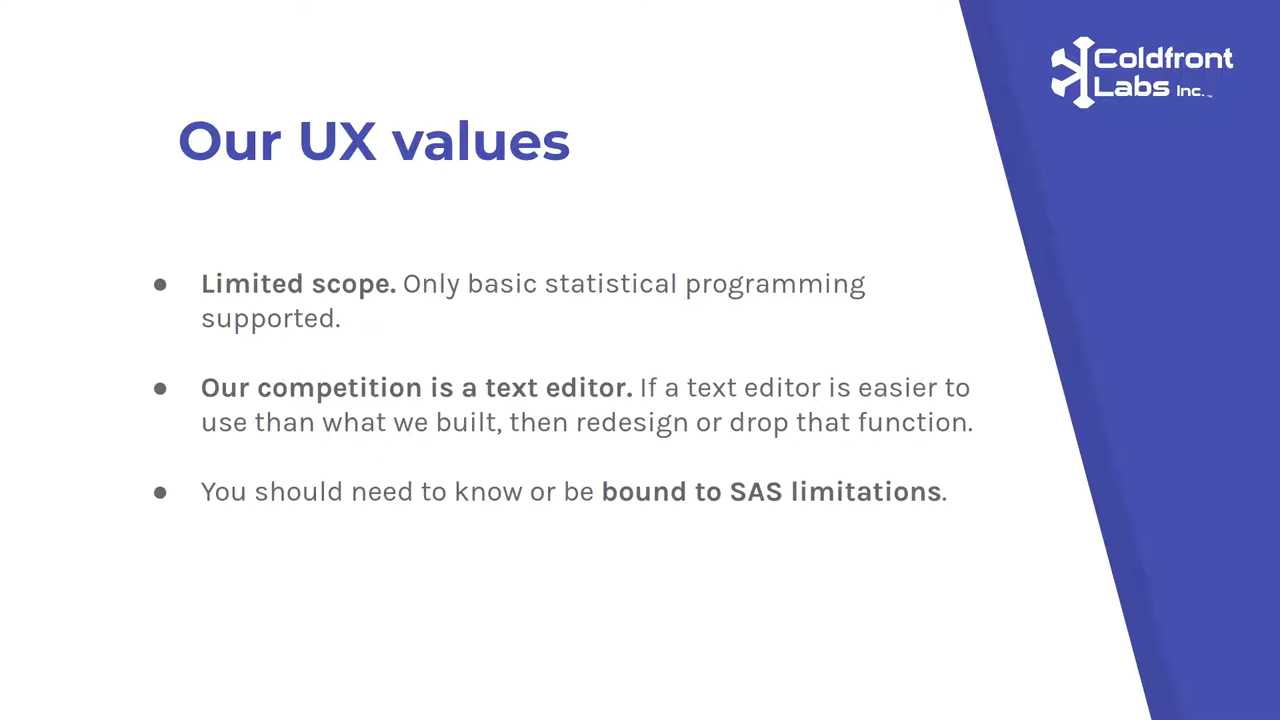 Coldfront
Labs Inc.™
Our UX values
● Limited scope. Only basic statistical programming
supported.
● Our competition is a text editor. If a text editor is easier to
use than what we built, then redesign or drop that function.
● You should need to know or be bound to SAS limitations.